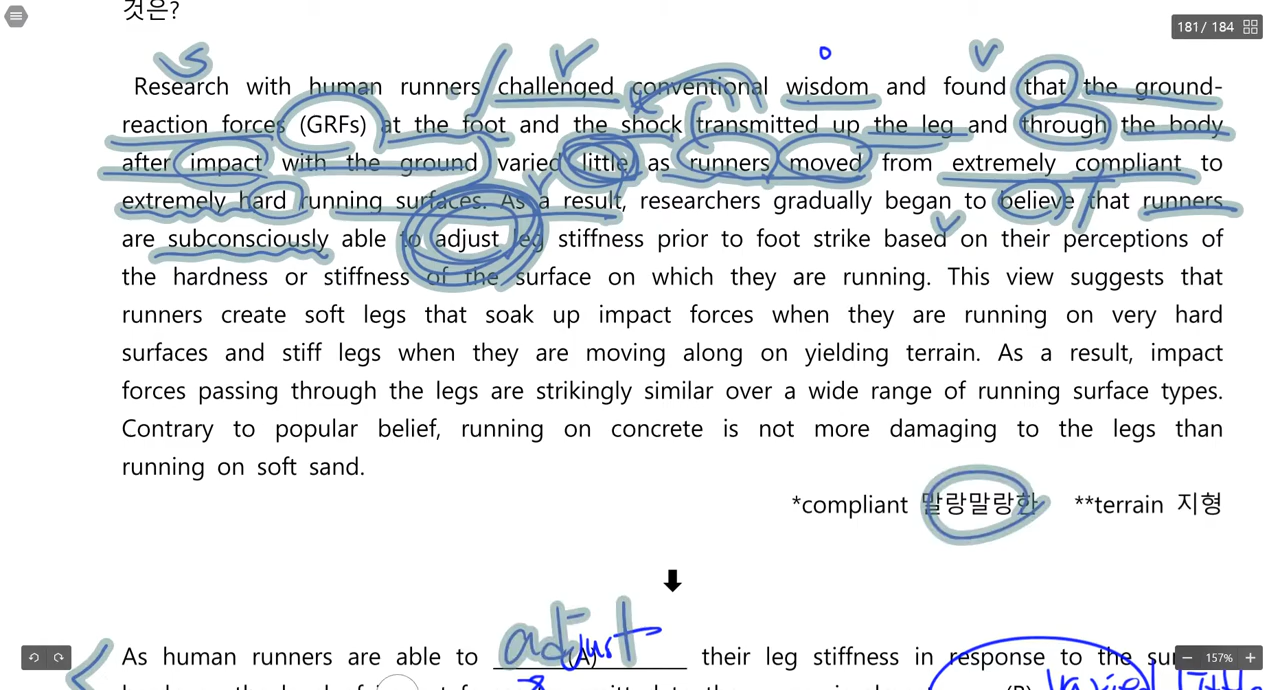 것은?
181 / 184
Research with human runners challenged conventional wisdom and found that the ground-
reaction forces (GRFs) at the foot and the shock transmitted up the leg and through the body
after impact with the ground varied little as runners moved from extremely compliant to
extremely hard running surfaces. As a result, researchers gradually began to believe that runners
are subconsciously able to adjust leg stiffness prior to foot strike based on their perceptions of
the hardness or stiffness of the surface on which they are running. This view suggests that
runners create soft legs that soak up impact forces when they are running on very hard
surfaces and stiff legs when they are moving along on yielding terrain. As a result, impact
forces passing through the legs are strikingly similar over a wide range of running surface types.
Contrary to popular belief, running on concrete is not more damaging to the legs than
running on soft sand.
*compliant 말랑말랑한 **terrain 지형
adjust
As human runners are able to (A) their leg stiffness in response to the
157%
(B) varied little